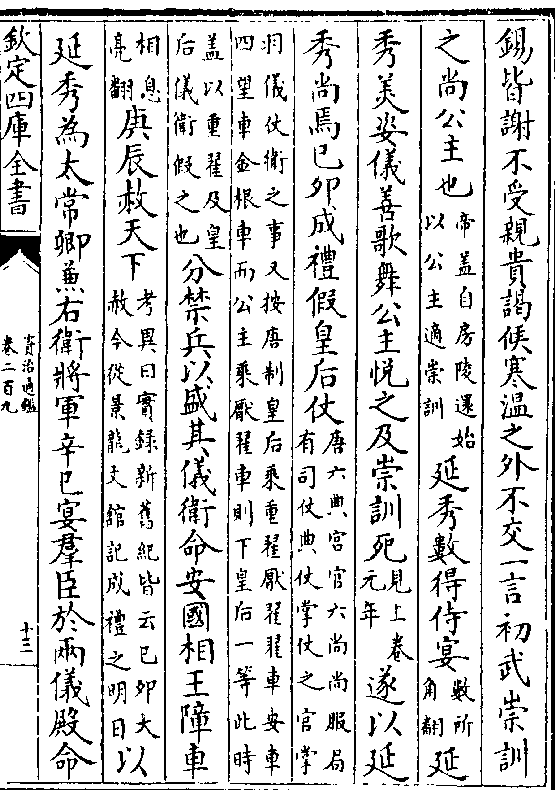 錫皆謝不受親貴謁候寒溫之外不交一言初武崇訓
之尚公主也帝盖自房陵還始以公主適崇訓延秀數得侍宴數所角翻延
秀美姿儀善歌舞公主悅之及崇訓死見上卷元年遂以延
秀尚焉已卯成禮假皇后仗唐六典宮官六尚尚服局有司仗典仗掌仗之官掌
羽儀仗衛之事又按唐制皇后乘重翟厭翟翟車安車四望車金根車而公主乘厭翟車則下皇后一等此時
盖以重翟及皇后儀衛假之也分禁兵以盛其儀衛命安國相王障車
相息亮翻庚辰赦天下考異曰實錄新舊紀皆云已卯大赦今從景龍文館記成禮之明日以
延秀為太常卿兼右衛將軍辛已宴羣臣於兩儀殿命
欽定四庫全書
資治通鑑
卷二百九
十三